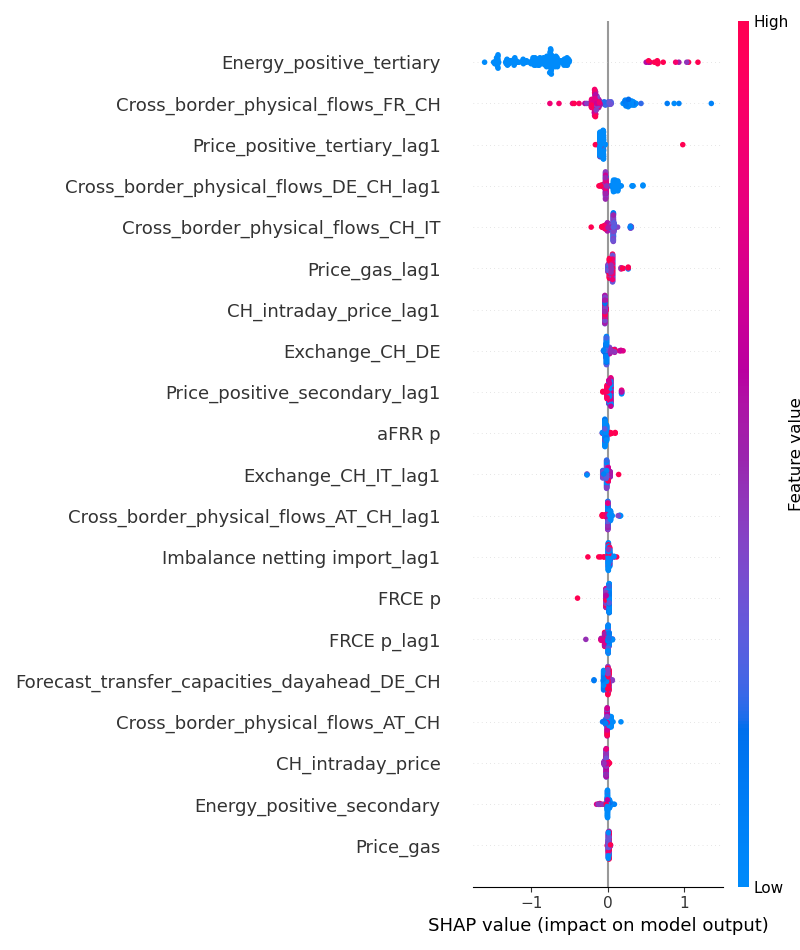 High
Energy_positive_tertiary
Cross_border_physical_flows_FR_CH
Price_positive_tertiary_lag1
Cross_border_physical_flows_DE_CH_lag1
Cross_border_physical_flows_CH_IT
Price_gas_lag1
CH_intraday_price_lag1
Exchange_CH_DE
Price_positive_secondary_lag1
aFRR p
Exchange_CH_IT_lag1
Cross_border_physical_flows_AT_CH_lag1
Imbalance netting import_lag1
FRCE p
FRCE p_lag1
Forecast_transfer_capacities_dayahead_DE_CH
Cross_border_physical_flows_AT_CH
CH_intraday_price
Energy_positive_secondary
Price_gas
Feature value
Low
−1 0 1
SHAP value (impact on model output)